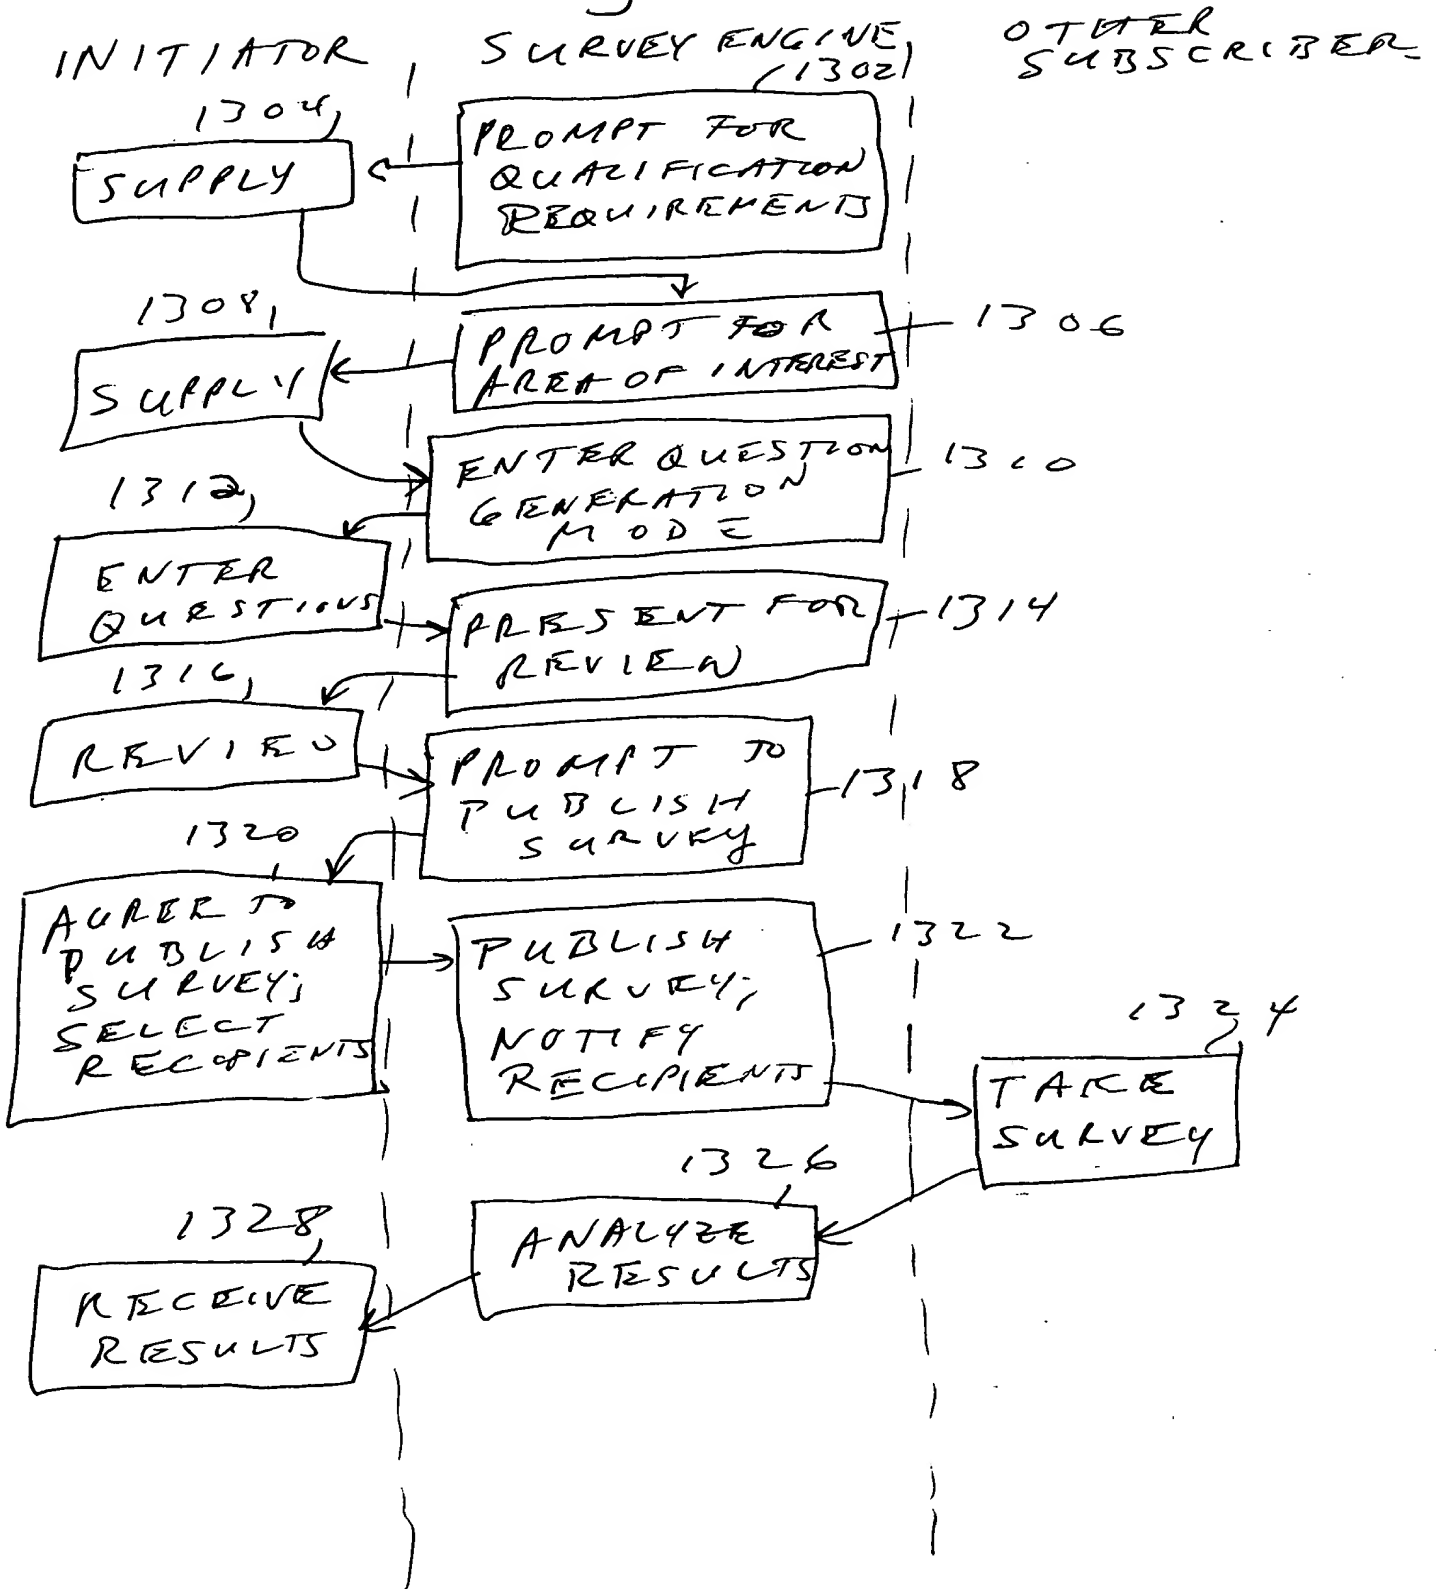 INITIATOR
SURVEY ENGINE
OTHER
SUBSCRIBER
1302
1304
PROMPT FOR
QUALIFICATION
REQUIREMENTS
SUPPLY
1308
PROMPT FOR
AREA OF INTEREST
1306
SUPPLY
ENTER QUESTION
GENERATION
MODE
1310
1312
ENTER
QUESTIONS
PRESENT FOR
REVIEW
1314
1316
REVIEW
PROMPT TO
PUBLISH
SURVEY
1318
1320
AGREE TO
PUBLISH
SURVEY;
SELECT
RECIPIENTS
PUBLISH
SURVEY;
NOTIFY
RECIPIENTS
1322
1324
TAKE
SURVEY
1326
ANALYZE
RESULTS
1328
RECEIVE
RESULTS